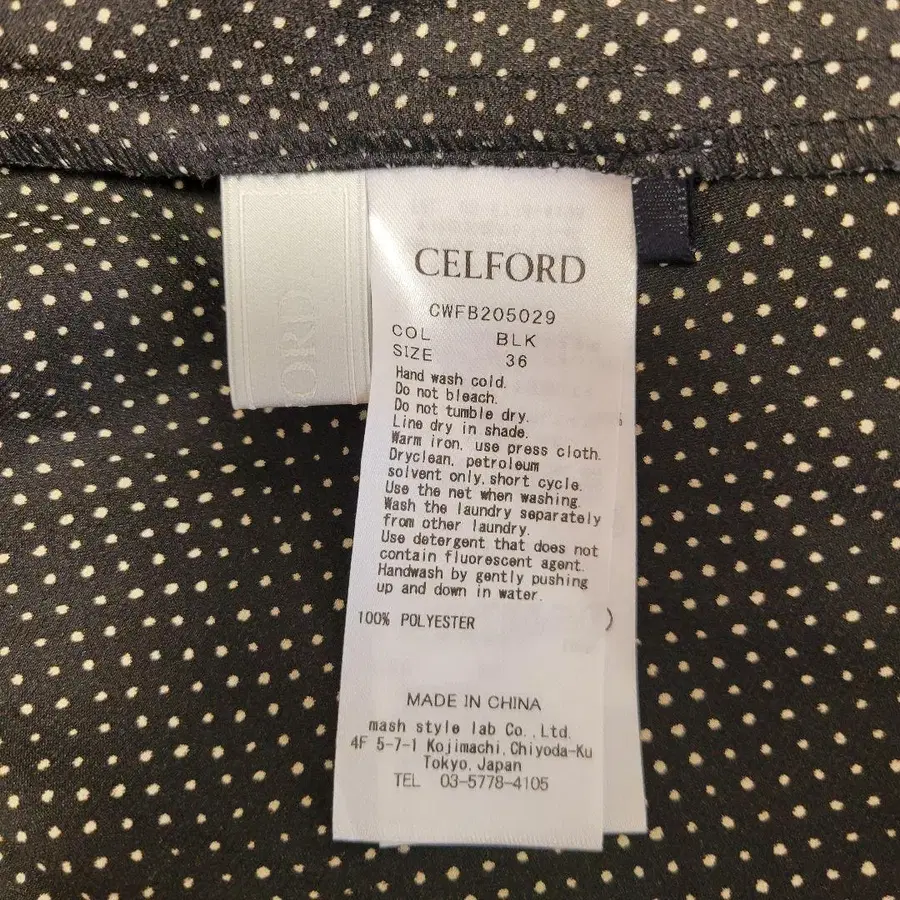 CELFORD
CWFB205029
COL BLK
SIZE 36
Hand wash cold.
Do not bleach.
Do not tumble dry.
Line dry in shade.
Warm iron, use press cloth.
Dryclean, petroleum
solvent only, short cycle.
Use the net when washing.
Wash the laundry separately
from other laundry.
Use detergent that does not
contain fluorescent agent.
Handwash by gently pushing
up and down in water.
100% POLYESTER
MADE IN CHINA
mash style lab Co., Ltd.
4F 5-7-1 Kojimachi, Chiyoda-Ku
Tokyo, Japan
TEL 03-5778-4105
ORD